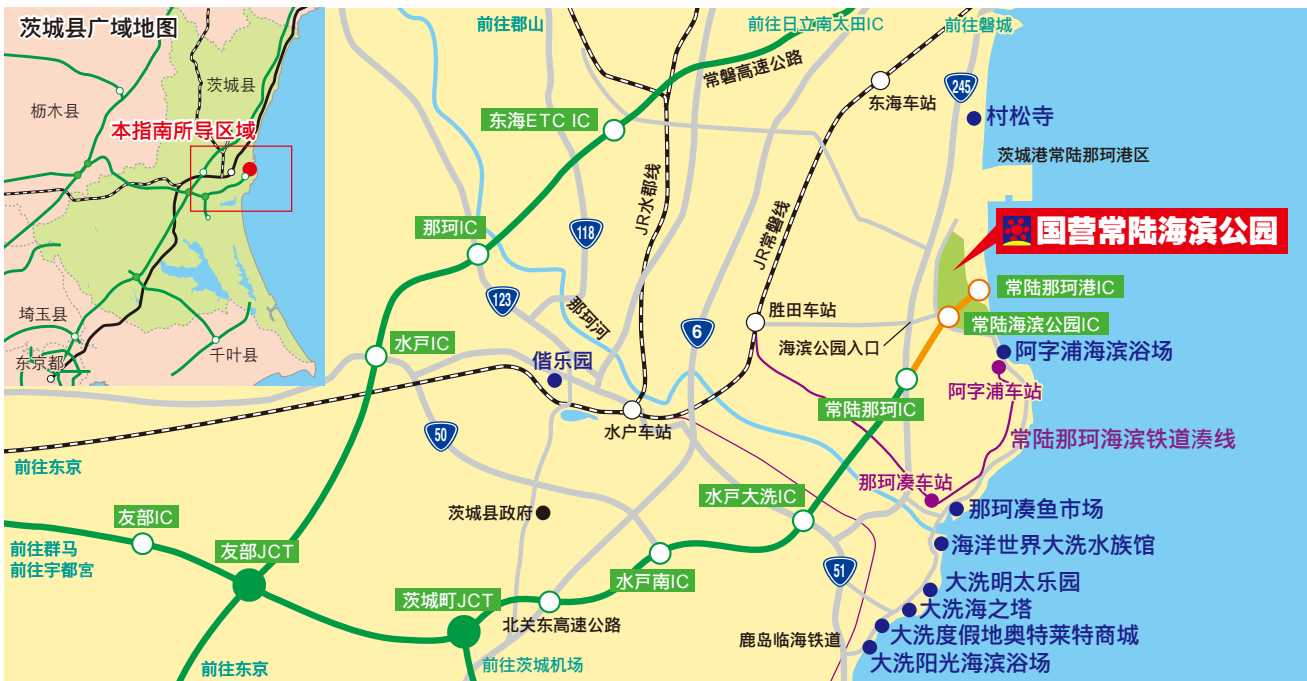 茨城县广域地图
茨城县
枥木县
本指南所导区域
埼玉县
东京都
千叶县
前往郡山
前往日立南太田IC
前往磐城
常磐高速公路
东海车站
245
村松寺
东海ETC IC
茨城港常陆那珂港区
JR水郡线
JR常磐线
那珂IC
118
国营常陆海滨公园
123
那珂河
常陆那珂港IC
胜田车站
6
常陆海滨公园IC
水戸IC
海滨公园入口
阿字浦海滨浴场
偕乐园
阿字浦车站
常陆那珂IC
水户车站
50
常陆那珂海滨铁道湊线
前往东京
那珂凑车站
水戸大洗IC
友部IC
茨城县政府
那珂凑鱼市场
前往群马
前往宇都宫
友部JCT
海洋世界大洗水族馆
51
水戸南IC
大洗明太乐园
茨城町JCT
大洗海之塔
北关东高速公路
鹿岛临海铁道
大洗度假地奥特莱特商城
前往东京
前往茨城机场
大洗阳光海滨浴场